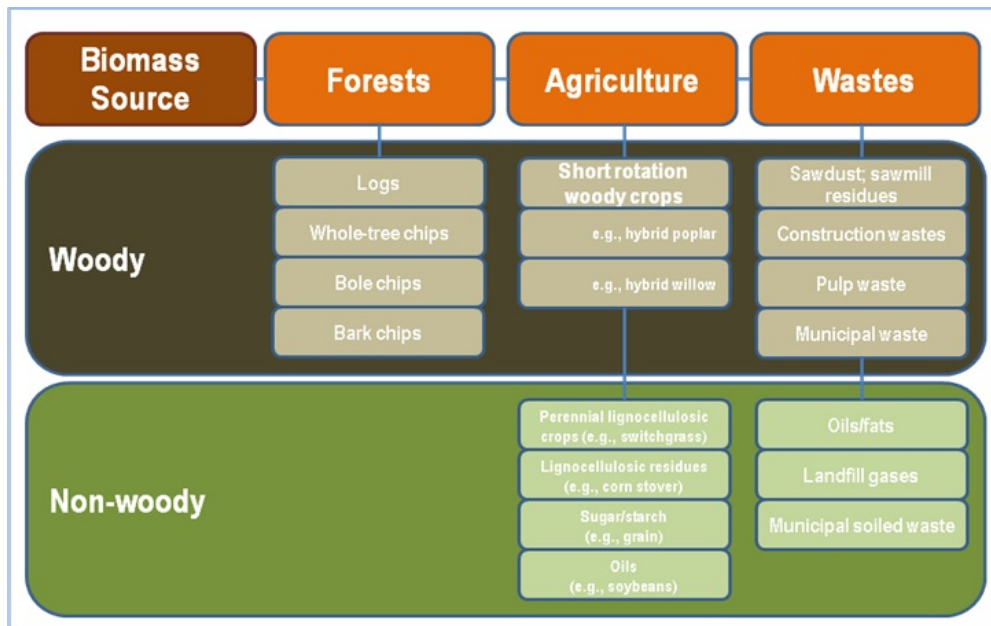 Biomass
Source
Forests
Agriculture
Wastes
Woody
Logs
Whole-tree chips
Bole chips
Bark chips
Short rotation
woody crops
e.g., hybrid poplar
e.g., hybrid willow
Sawdust; sawmill
residues
Construction wastes
Pulp waste
Municipal waste
Non-woody
Perennial lignocellulosic
crops (e.g., switchgrass)
Lignocellulosic residues
(e.g., corn stover)
Sugar/starch
(e.g., grain)
Oils
(e.g., soybeans)
Oils/fats
Landfill gases
Municipal soiled waste